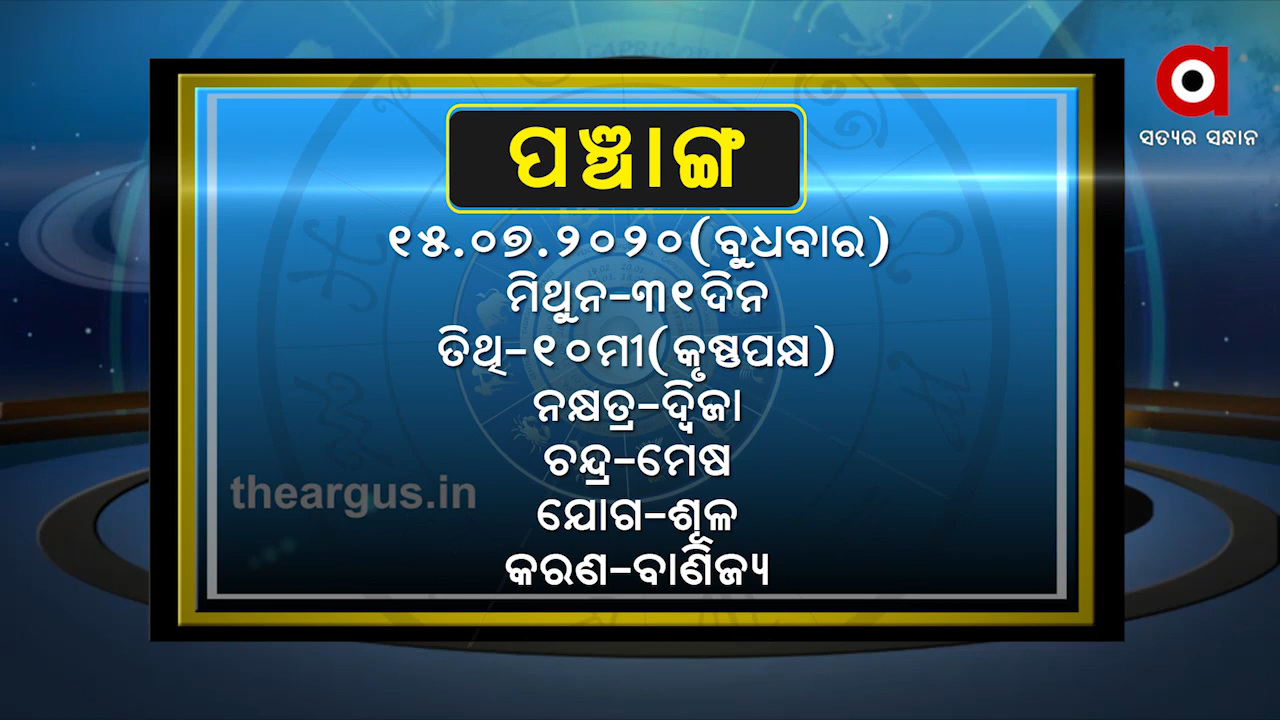 ପଞ୍ଚାଙ୍ଗ
ସତ୍ୟର ସନ୍ଧାନ
୧୫.୦୭.୨୦୨୦(ବୁଧବାର)
ମିଥୁନ-୩୧ଦିନ
ତିଥି-୧୦ମୀ(କୃଷ୍ଣପକ୍ଷ)
ନକ୍ଷତ୍ର-ଦ୍ୱିଜା
ଚନ୍ଦ୍ର-ମେଷ
theargus.in
ଯୋଗ-ଶୂଳ
କରଣ-ବାଣିଜ୍ୟ